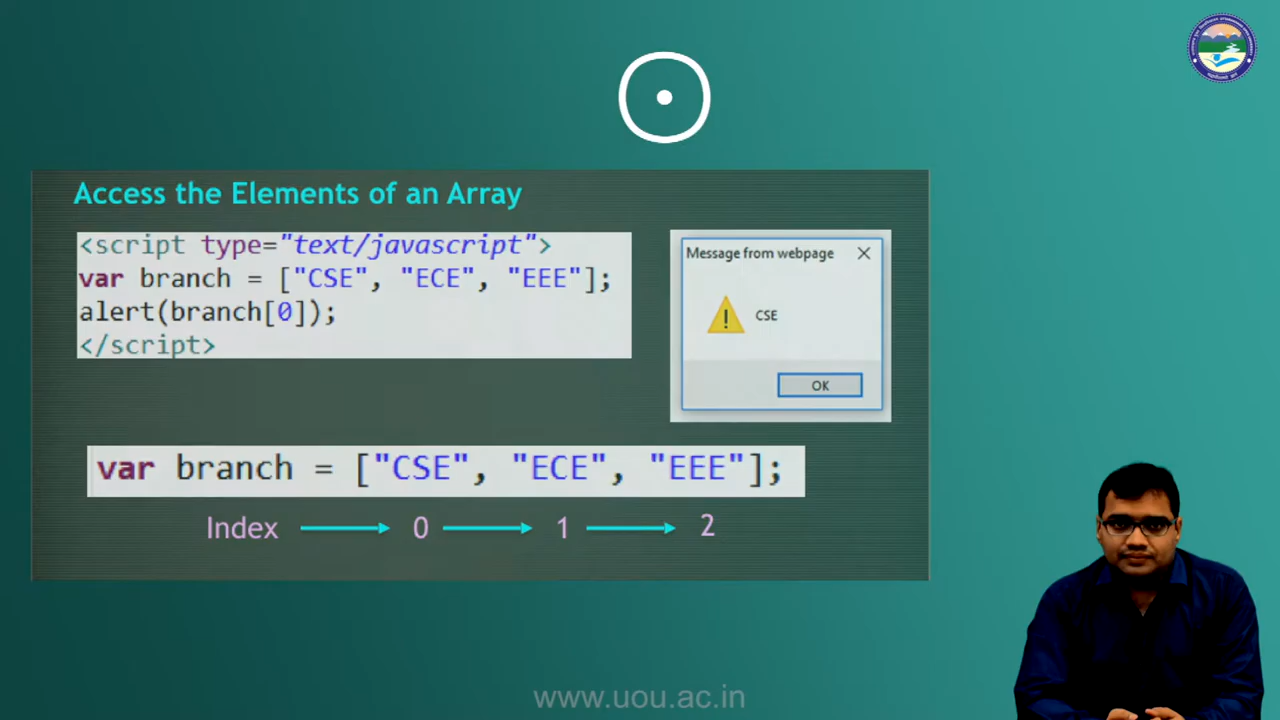 Access the Elements of an Array
<script type="text/javascript">
var branch = ["CSE", "ECE", "EEE"];
alert(branch[0]);
</script>
Message from webpage
CSE
OK
var branch = ["CSE", "ECE", "EEE"];
Index 0 1 2
www.uou.ac.in